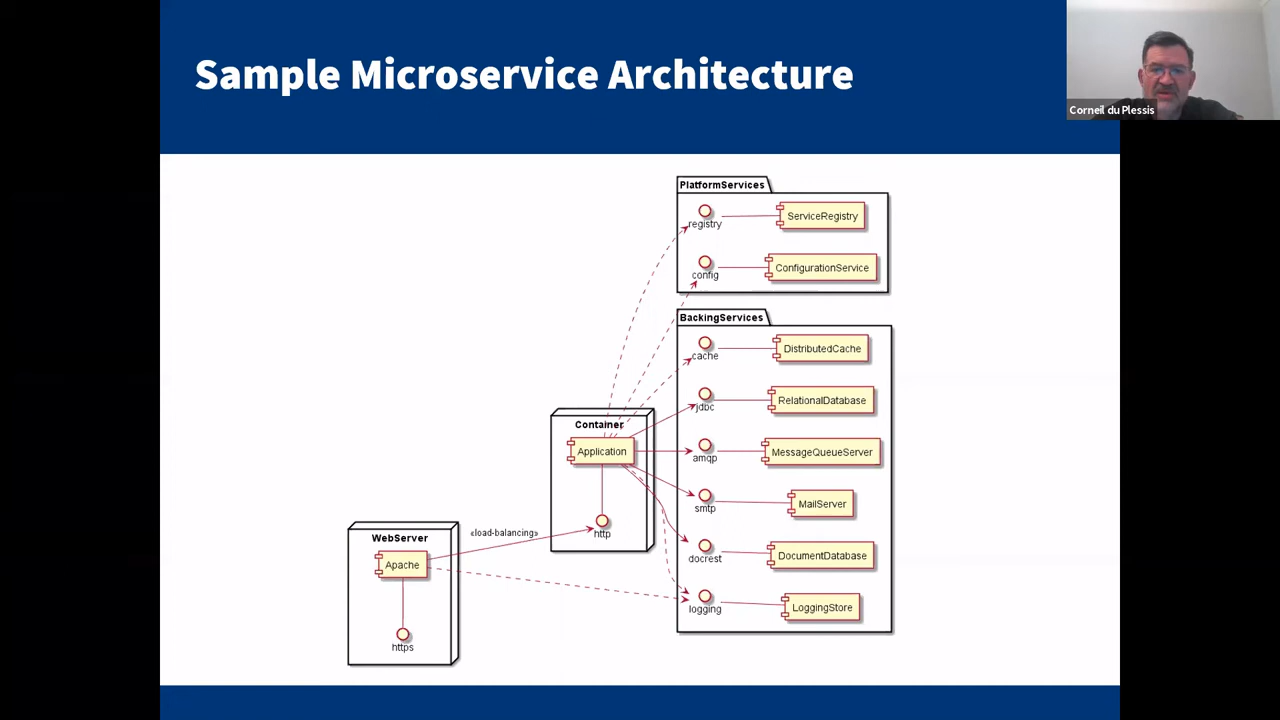 Sample Microservice Architecture
Corneil du Plessis
PlatformServices
registry
ServiceRegistry
config
ConfigurationService
BackingServices
cache
DistributedCache
jdbc
RelationalDatabase
amqp
MessageQueueServer
smtp
MailServer
docrest
DocumentDatabase
logging
LoggingStore
Container
Application
http
«load-balancing»
WebServer
Apache
https